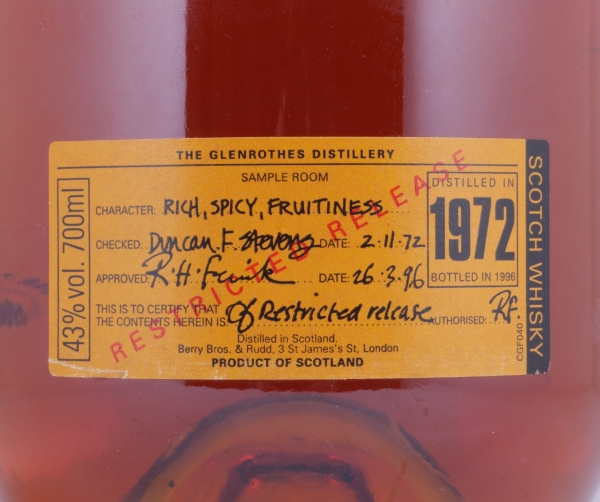 THE GLENROTHES DISTILLERY
SAMPLE ROOM
CHARACTER: RICH, SPICY, FRUITINESS
CHECKED: Duncan F. Stevens DATE: 2.11.72
APPROVED: R.H. DATE: 26.3.96
THIS IS TO CERTIFY THAT
THE CONTENTS HEREIN IS Of Restricted release AUTHORISED: Rf.
Distilled in Scotland.
Berry Bros. & Rudd, 3 St James's St, London
PRODUCT OF SCOTLAND
RESTRICTED RELEASE
43% vol. 700ml
DISTILLED IN
1972
BOTTLED IN 1996
CGF040
SCOTCH WHISKY